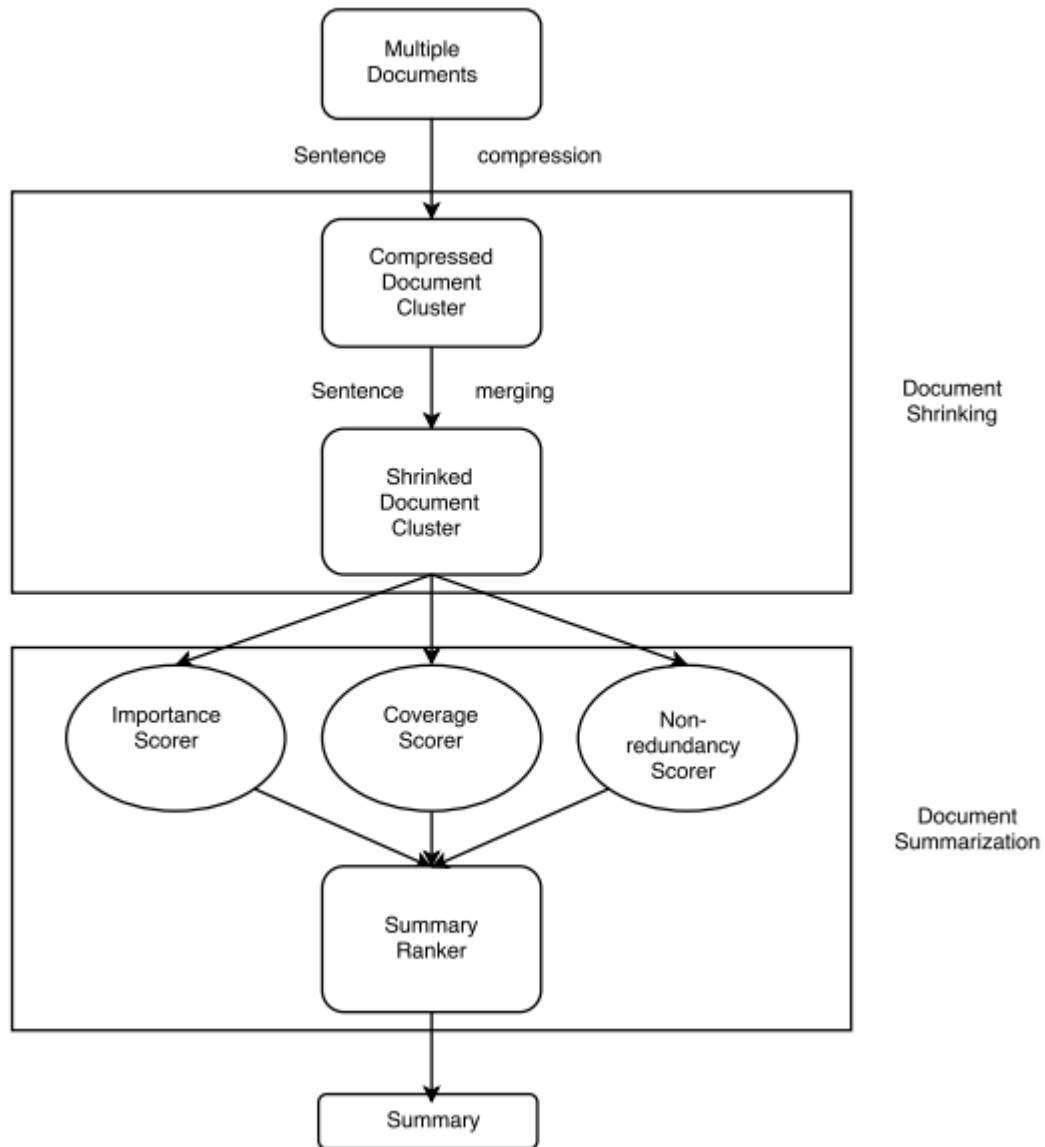 Multiple
Documents
Sentence compression
Compressed
Document
Cluster
Sentence merging
Document
Shrinking
Shrinked
Document
Cluster
Importance
Scorer
Coverage
Scorer
Non-
redundancy
Scorer
Document
Summarization
Summary
Ranker
Summary